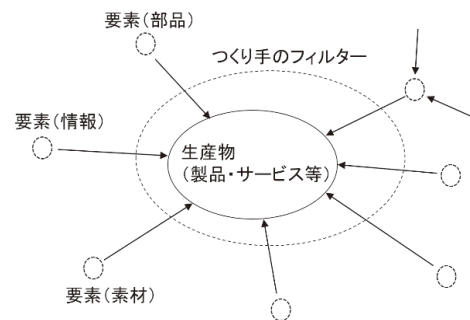 要素(部品)
つくり手のフィルター
要素(情報)
生産物
(製品・サービス等)
要素(素材)